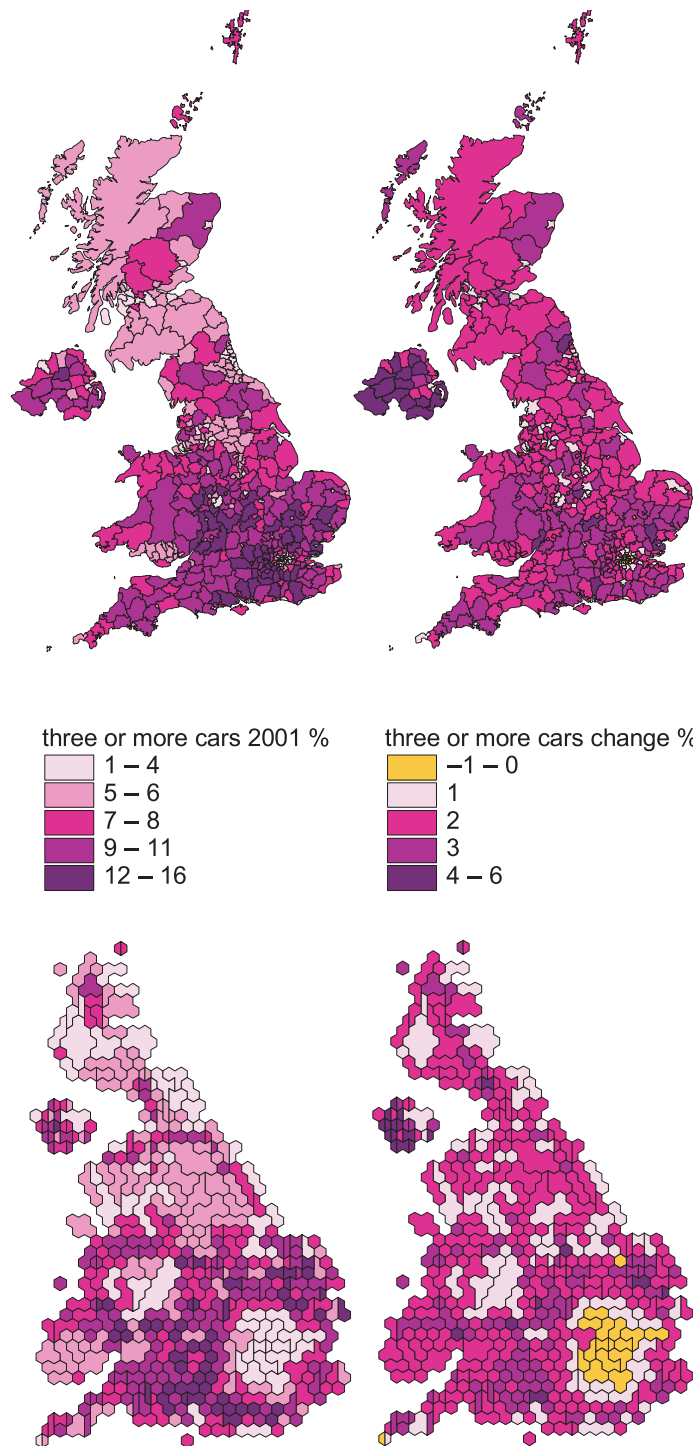 three or more cars 2001 %
1 – 4
5 – 6
7 – 8
9 – 11
12 – 16
three or more cars change %
–1 – 0
1
2
3
4 – 6